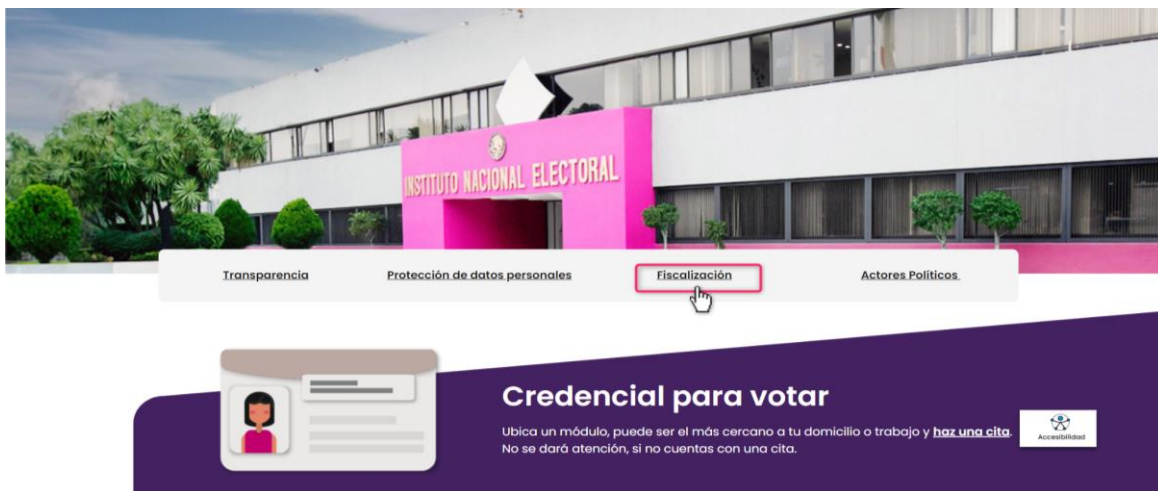 INSTITUTO NACIONAL ELECTORAL
Transparencia
Protección de datos personales
Fiscalización
Actores Políticos
Credencial para votar
Ubica un módulo, puede ser el más cercano a tu domicilio o trabajo y haz una cita.
No se dará atención, si no cuentas con una cita.
Accesibilidad